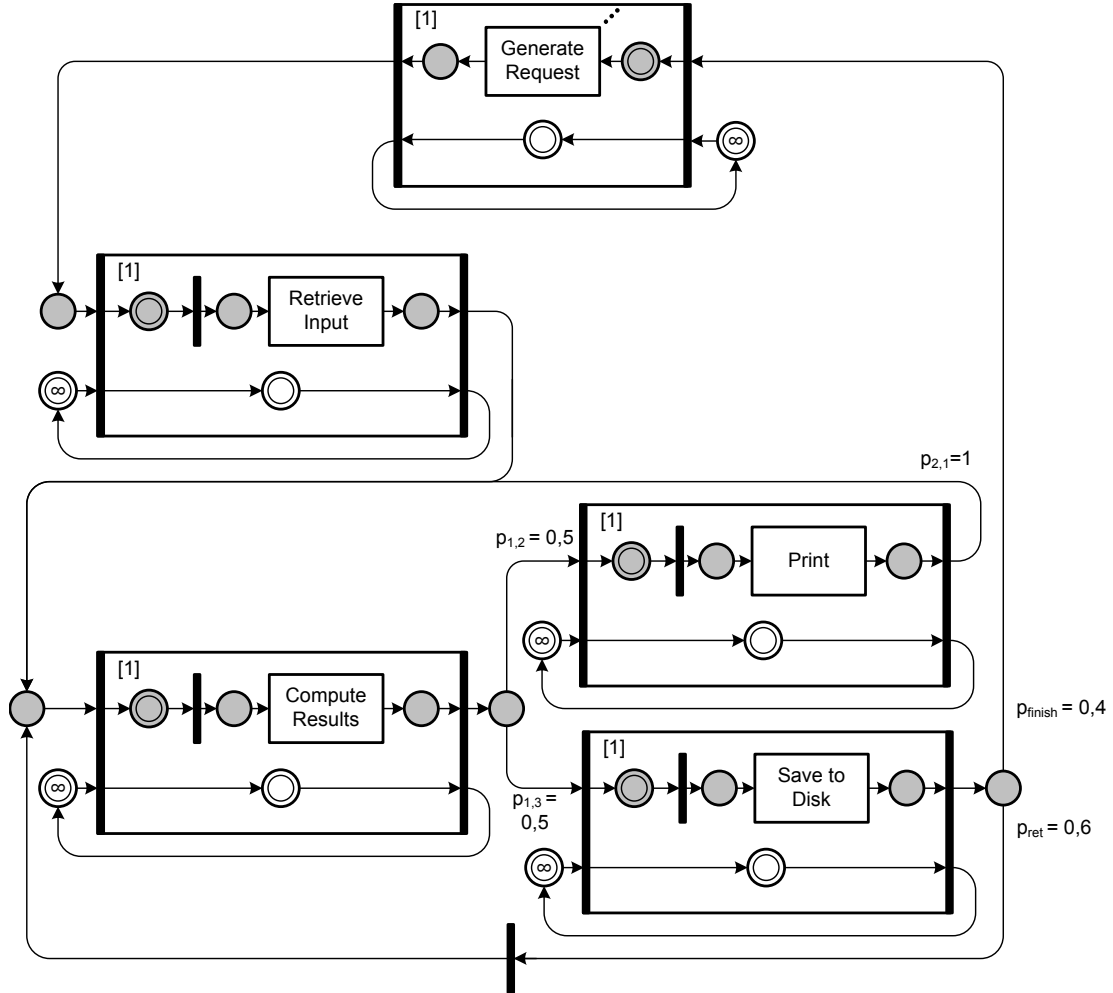 [1]
Generate
Request
∞
[1]
Retrieve
Input
∞
p2,1=1
[1]
p1,2 = 0,5
Print
∞
[1]
Compute
Results
pfinish = 0,4
[1]
Save to
Disk
∞
p1,3 =
0,5
pret = 0,6
∞